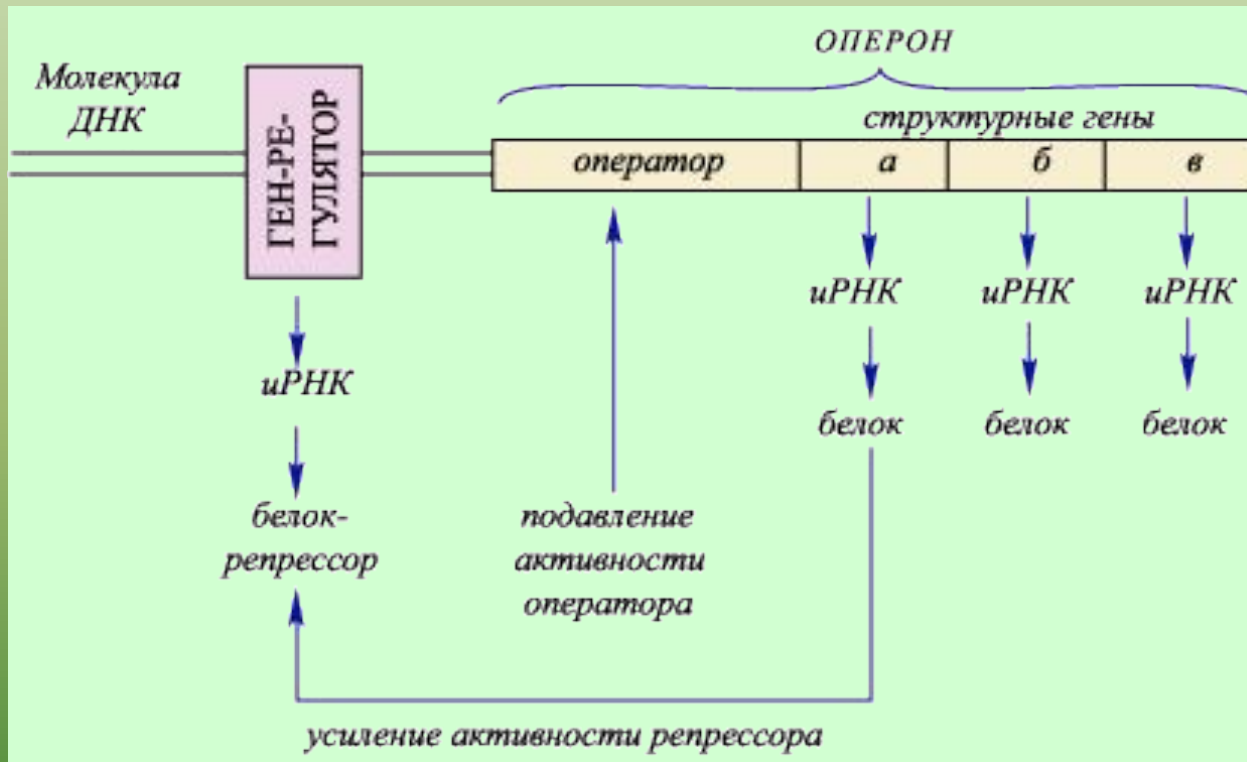 ОПЕРОН
Молекула
ДНК
ГЕН-РЕ-
ГУЛЯТОР
структурные гены
оператор
а
б
в
иРНК
иРНК
иРНК
иРНК
белок
белок
белок
белок-
репрессор
подавление
активности
оператора
усиление активности репрессора